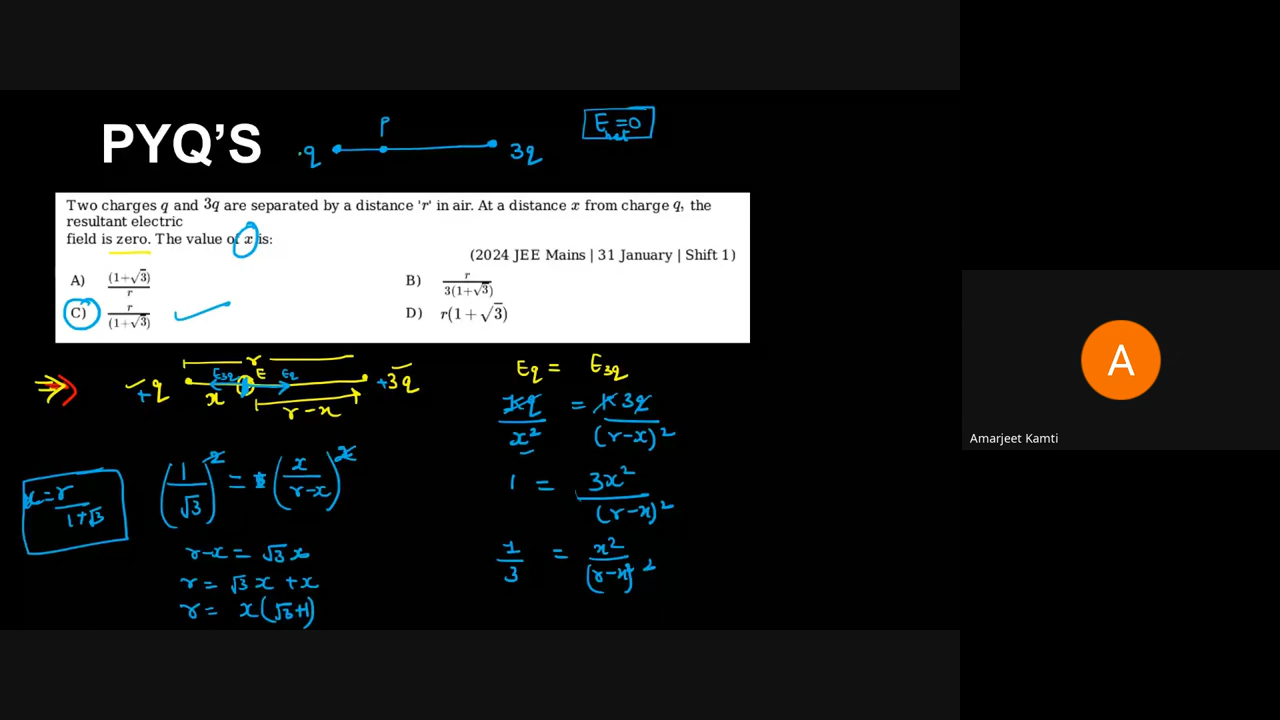 PYQ'S
q P 3q
E_net = 0
Two charges q and 3q are separated by a distance 'r' in air. At a distance x from charge q, the
resultant electric
field is zero. The value of x is:
(2024 JEE Mains | 31 January | Shift 1)
A) (1+√3)/r B) r/3(1+√3)
C) r/(1+√3) D) r(1+√3)
r
+q E3q E Eq +3q
x r-x
Eq = E3q
kq/x² = k3q/(r-x)²
1 = 3x²/(r-x)²
1/3 = x²/(r-x)²
(1/√3)² = (x/r-x)²
r-x = √3 x
r = √3 x + x
r = x(√3+1)
x = r/1+√3
A
Amarjeet Kamti